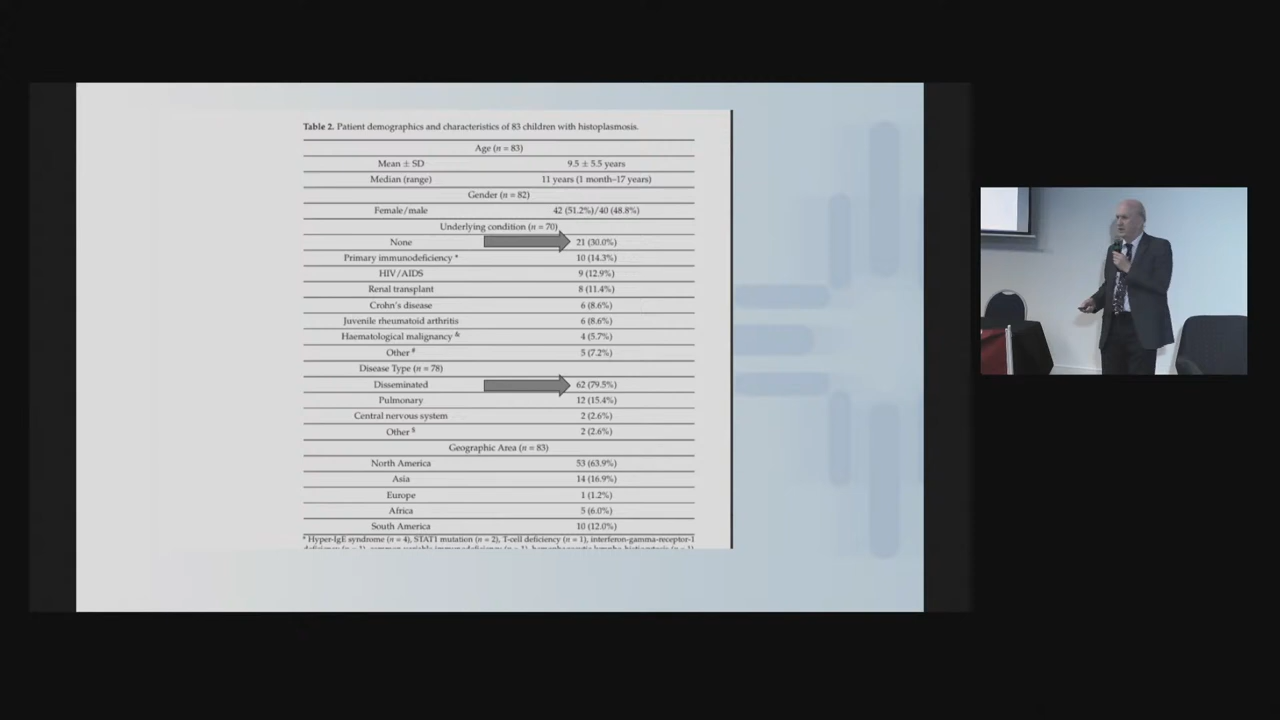 Table 2. Patient demographics and characteristics of 83 children with histoplasmosis.
Age (n = 83)
Mean ± SD 9.5 ± 5.5 years
Median (range) 11 years (1 month–17 years)
Gender (n = 82)
Female/male 42 (51.2%)/40 (48.8%)
Underlying condition (n = 70)
None 21 (30.0%)
Primary immunodeficiency * 10 (14.3%)
HIV/AIDS 9 (12.9%)
Renal transplant 8 (11.4%)
Crohn's disease 6 (8.6%)
Juvenile rheumatoid arthritis 6 (8.6%)
Haematological malignancy & 4 (5.7%)
Other # 5 (7.2%)
Disease Type (n = 78)
Disseminated 62 (79.5%)
Pulmonary 12 (15.4%)
Central nervous system 2 (2.6%)
Other $ 2 (2.6%)
Geographic Area (n = 83)
North America 53 (63.9%)
Asia 14 (16.9%)
Europe 1 (1.2%)
Africa 5 (6.0%)
South America 10 (12.0%)
* Hyper-IgE syndrome (n = 4), STAT1 mutation (n = 2), T-cell deficiency (n = 1), interferon-gamma-receptor-1